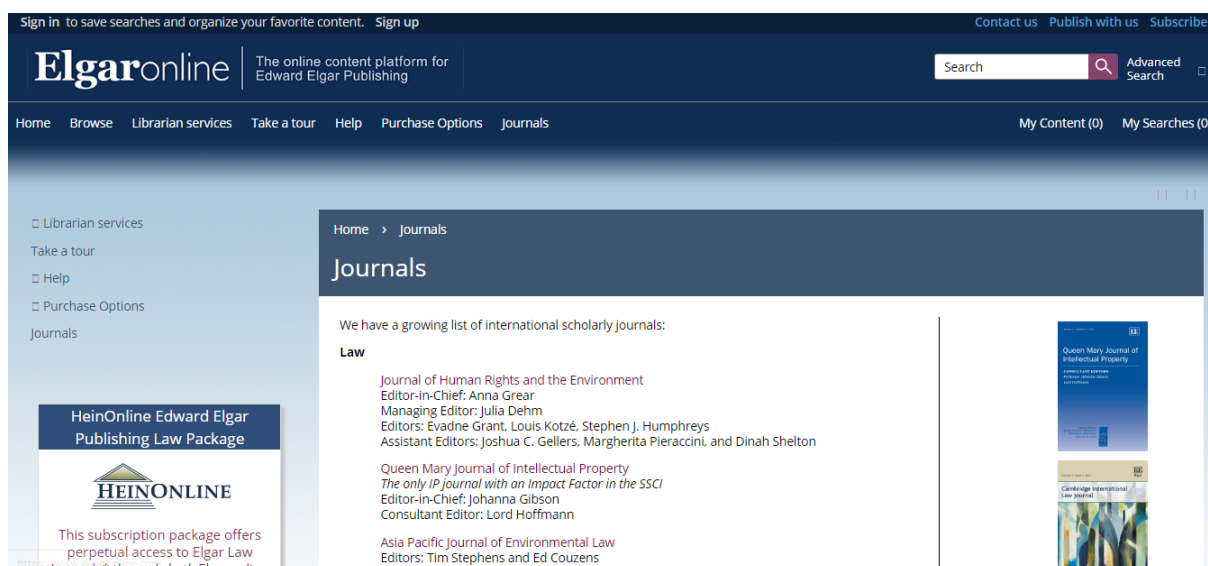 Sign in to save searches and organize your favorite content. Sign up
Contact us Publish with us Subscribe
Elgaronline
The online content platform for
Edward Elgar Publishing
Search
Advanced
Search
Home Browse Librarian services Take a tour Help Purchase Options Journals
My Content (0) My Searches (0
Librarian services
Take a tour
Help
Purchase Options
Journals
HeinOnline Edward Elgar
Publishing Law Package
HEINONLINE
This subscription package offers
perpetual access to Elgar Law
Home › Journals
Journals
We have a growing list of international scholarly journals:
Law
Journal of Human Rights and the Environment
Editor-in-Chief: Anna Grear
Managing Editor: Julia Dehm
Editors: Evadne Grant, Louis Kotzé, Stephen J. Humphreys
Assistant Editors: Joshua C. Gellers, Margherita Pieraccini, and Dinah Shelton
Queen Mary Journal of Intellectual Property
The only IP journal with an Impact Factor in the SSCI
Editor-in-Chief: Johanna Gibson
Consultant Editor: Lord Hoffmann
Asia Pacific Journal of Environmental Law
Editors: Tim Stephens and Ed Couzens
Queen Mary Journal of
Intellectual Property
Cambridge International
Law Journal